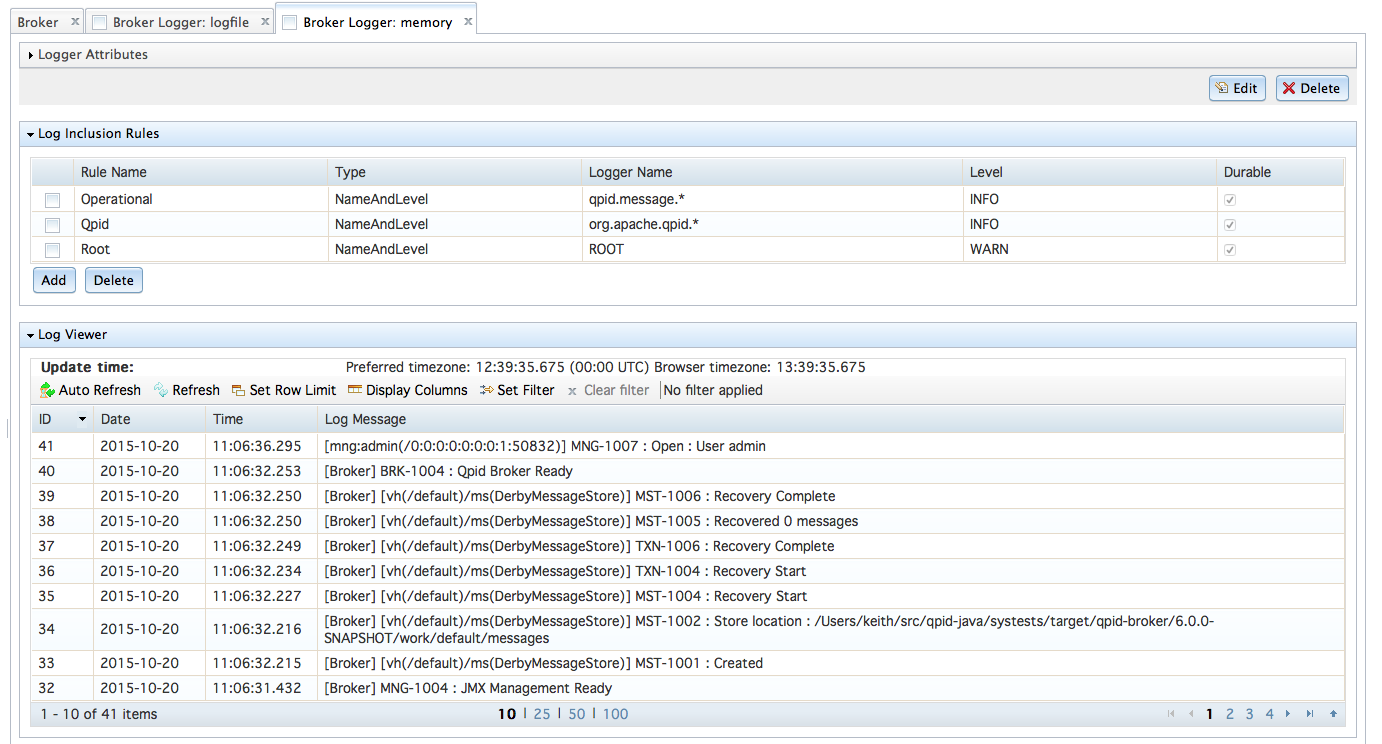 Broker x Broker Logger: logfile x Broker Logger: memory x
Logger Attributes
Edit Delete
Log Inclusion Rules
Rule Name Type Logger Name Level Durable
Operational NameAndLevel qpid.message.* INFO
Qpid NameAndLevel org.apache.qpid.* INFO
Root NameAndLevel ROOT WARN
Add Delete
Log Viewer
Update time: Preferred timezone: 12:39:35.675 (00:00 UTC) Browser timezone: 13:39:35.675
Auto Refresh Refresh Set Row Limit Display Columns Set Filter x Clear filter No filter applied
ID Date Time Log Message
41 2015-10-20 11:06:36.295 [mng:admin(/0:0:0:0:0:0:0:1:50832)] MNG-1007 : Open : User admin
40 2015-10-20 11:06:32.253 [Broker] BRK-1004 : Qpid Broker Ready
39 2015-10-20 11:06:32.250 [Broker] [vh(/default)/ms(DerbyMessageStore)] MST-1006 : Recovery Complete
38 2015-10-20 11:06:32.250 [Broker] [vh(/default)/ms(DerbyMessageStore)] MST-1005 : Recovered 0 messages
37 2015-10-20 11:06:32.249 [Broker] [vh(/default)/ms(DerbyMessageStore)] TXN-1006 : Recovery Complete
36 2015-10-20 11:06:32.234 [Broker] [vh(/default)/ms(DerbyMessageStore)] TXN-1004 : Recovery Start
35 2015-10-20 11:06:32.227 [Broker] [vh(/default)/ms(DerbyMessageStore)] MST-1004 : Recovery Start
34 2015-10-20 11:06:32.216 [Broker] [vh(/default)/ms(DerbyMessageStore)] MST-1002 : Store location : /Users/keith/src/qpid-java/systests/target/qpid-broker/6.0.0-
SNAPSHOT/work/default/messages
33 2015-10-20 11:06:32.215 [Broker] [vh(/default)/ms(DerbyMessageStore)] MST-1001 : Created
32 2015-10-20 11:06:31.432 [Broker] MNG-1004 : JMX Management Ready
1 - 10 of 41 items 10 | 25 | 50 | 100 1 2 3 4